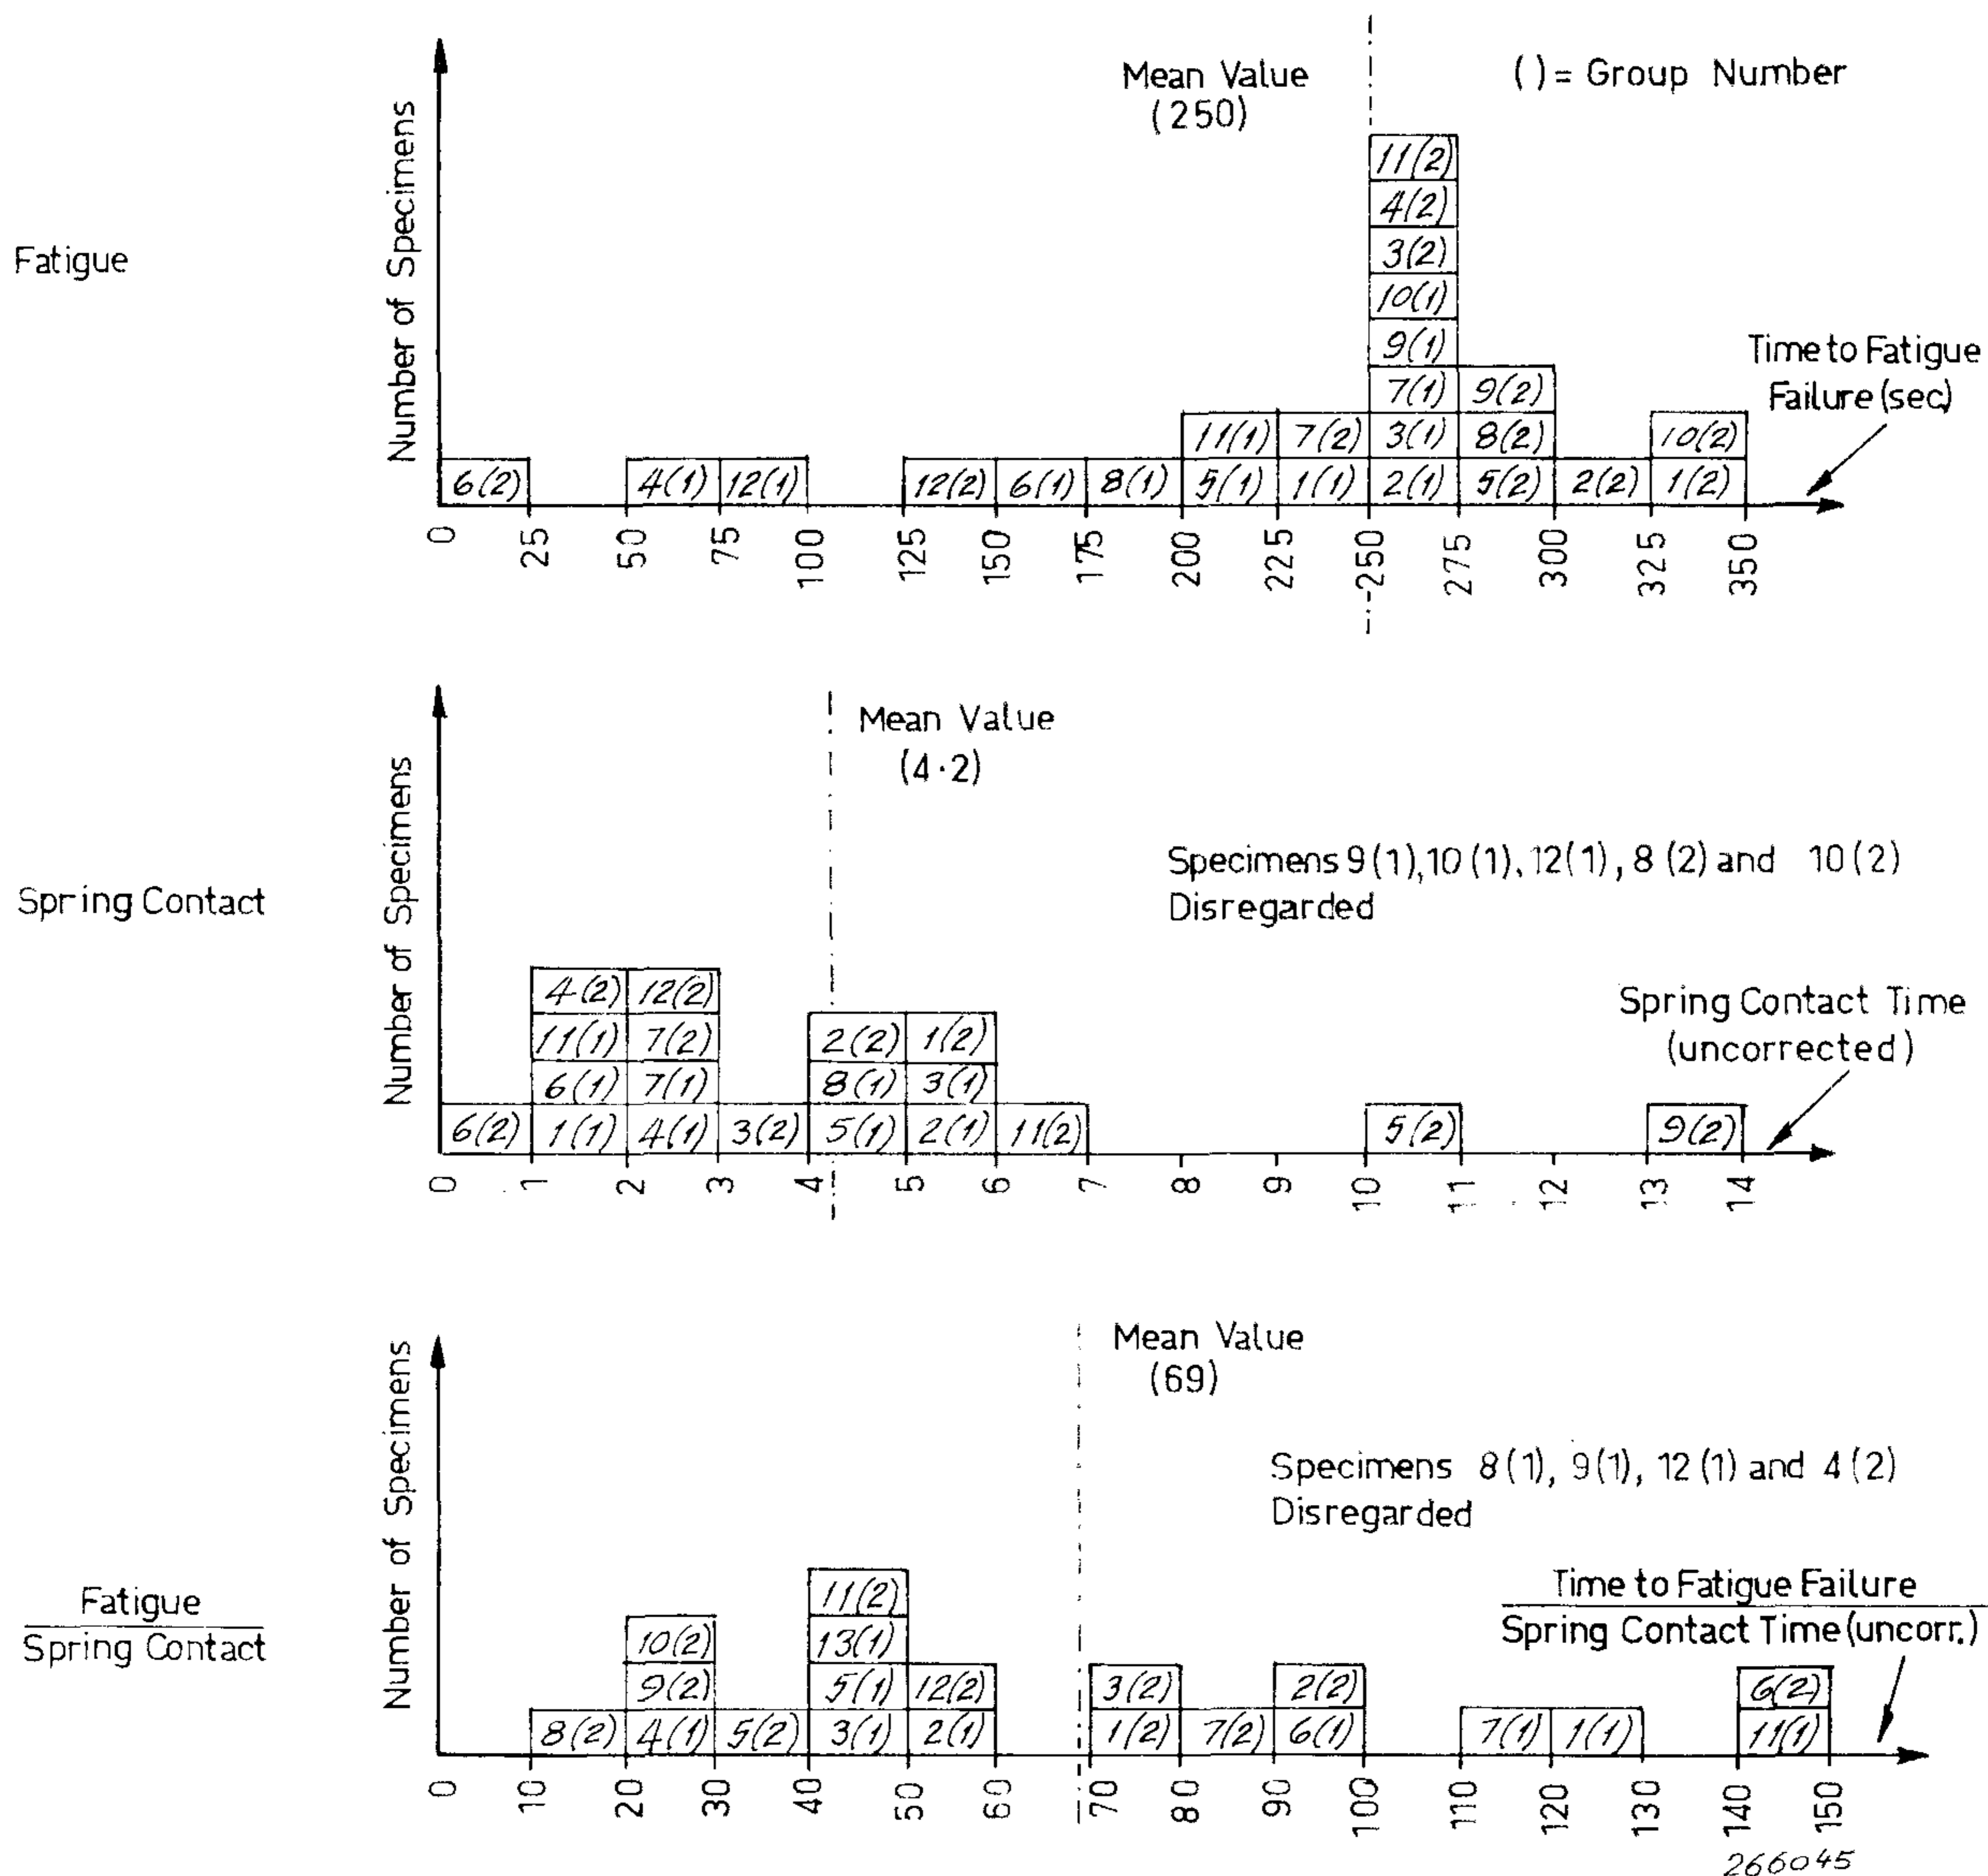 Mean Value
(250)
( ) = Group Number
Fatigue
Number of Specimens
11(2)
4(2)
3(2)
10(1)
9(1)
7(1) 9(2)
11(1) 7(2) 3(1) 8(2) 10(2)
6(2) 4(1) 12(1) 12(2) 6(1) 8(1) 5(1) 1(1) 2(1) 5(2) 2(2) 1(2)
Time to Fatigue
Failure (sec)
0 25 50 75 100 125 150 175 200 225 250 275 300 325 350
Mean Value
(4·2)
Spring Contact
Number of Specimens
Specimens 9(1), 10(1), 12(1), 8(2) and 10(2)
Disregarded
Spring Contact Time
(uncorrected)
4(2) 12(2)
11(1) 7(2) 2(2) 1(2)
6(1) 7(1) 8(1) 3(1)
6(2) 1(1) 4(1) 3(2) 5(1) 2(1) 11(2) 5(2) 9(2)
0 1 2 3 4 5 6 7 8 9 10 11 12 13 14
Mean Value
(69)
Number of Specimens
Specimens 8(1), 9(1), 12(1) and 4(2)
Disregarded
Fatigue
Spring Contact
Time to Fatigue Failure
Spring Contact Time (uncorr.)
11(2)
10(2) 13(1)
9(2) 5(1) 12(2) 3(2) 2(2) 6(2)
8(2) 4(1) 5(2) 3(1) 2(1) 1(2) 7(2) 6(1) 7(1) 1(1) 11(1)
0 10 20 30 40 50 60 70 80 90 100 110 120 130 140 150
266045